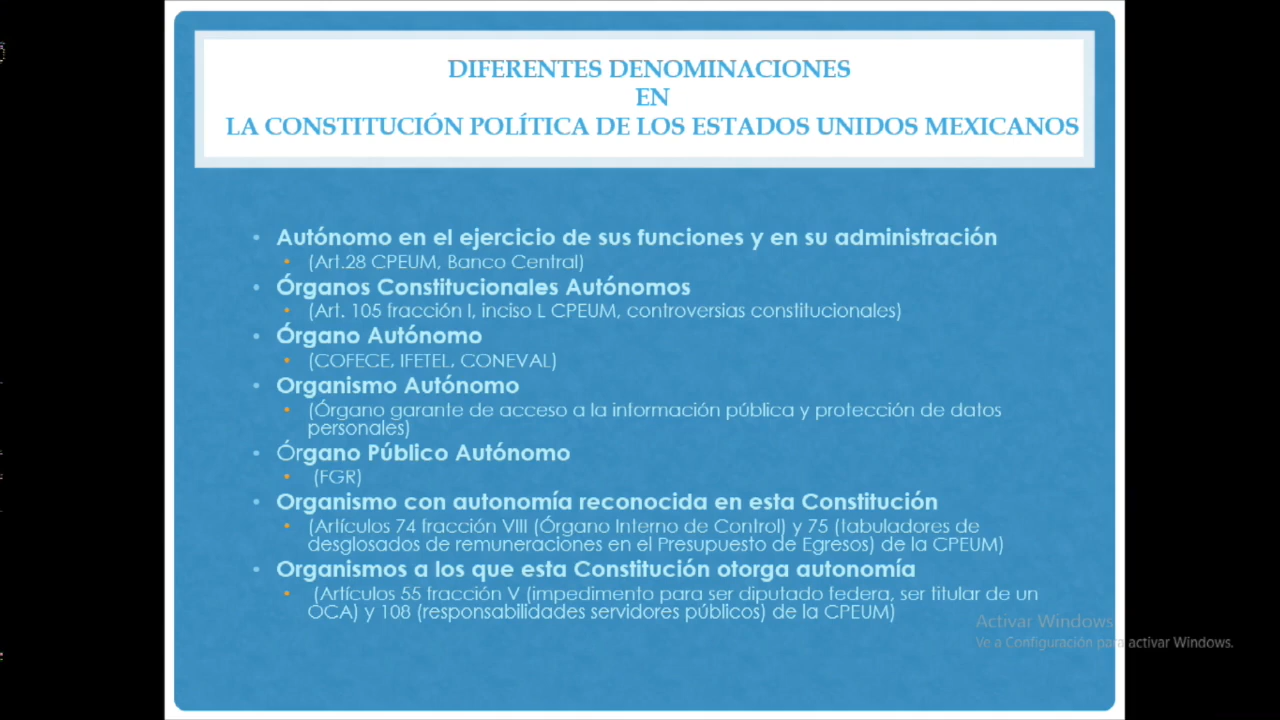 DIFERENTES DENOMINACIONES
EN
LA CONSTITUCIÓN POLÍTICA DE LOS ESTADOS UNIDOS MEXICANOS
• Autónomo en el ejercicio de sus funciones y en su administración
• (Art.28 CPEUM, Banco Central)
• Órganos Constitucionales Autónomos
• (Art. 105 fracción I, inciso L CPEUM, controversias constitucionales)
• Órgano Autónomo
• (COFECE, IFETEL, CONEVAL)
• Organismo Autónomo
• (Órgano garante de acceso a la información pública y protección de datos
personales)
• Órgano Público Autónomo
• (FGR)
• Organismo con autonomía reconocida en esta Constitución
• (Artículos 74 fracción VIII (Órgano Interno de Control) y 75 (tabuladores de
desglosados de remuneraciones en el Presupuesto de Egresos) de la CPEUM)
• Organismos a los que esta Constitución otorga autonomía
• (Artículos 55 fracción V (impedimento para ser diputado federa, ser titular de un
OCA) y 108 (responsabilidades servidores públicos) de la CPEUM)
Activar Windows
Ve a Configuración para activar Windows.